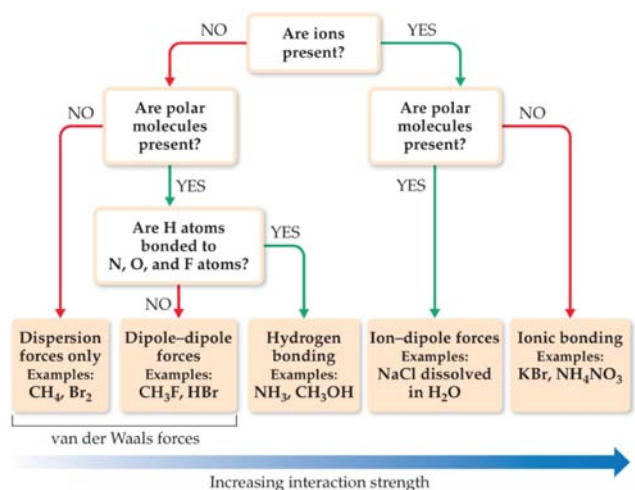 NO
Are ions
present?
YES
NO
Are polar
molecules
present?
Are polar
molecules
present?
NO
YES
YES
Are H atoms
bonded to
N, O, and F atoms?
YES
NO
Dispersion
forces only
Examples:
CH₄, Br₂
Dipole–dipole
forces
Examples:
CH₃F, HBr
Hydrogen
bonding
Examples:
NH₃, CH₃OH
Ion–dipole forces
Examples:
NaCl dissolved
in H₂O
Ionic bonding
Examples:
KBr, NH₄NO₃
van der Waals forces
Increasing interaction strength